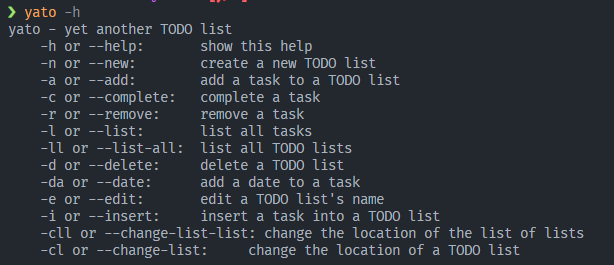 ❯ yato -h
yato - yet another TODO list
    -h or --help:       show this help
    -n or --new:        create a new TODO list
    -a or --add:        add a task to a TODO list
    -c or --complete:   complete a task
    -r or --remove:     remove a task
    -l or --list:       list all tasks
    -ll or --list-all:  list all TODO lists
    -d or --delete:     delete a TODO list
    -da or --date:      add a date to a task
    -e or --edit:       edit a TODO list's name
    -i or --insert:     insert a task into a TODO list
    -cll or --change-list-list: change the location of the list of lists
    -cl or --change-list:     change the location of a TODO list